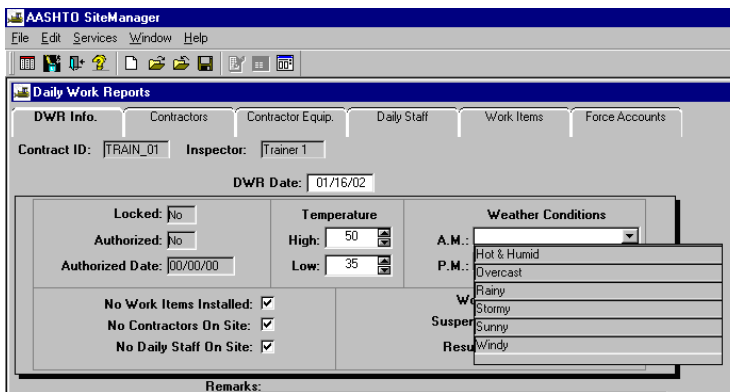 AASHTO SiteManager
File Edit Services Window Help
Daily Work Reports
DWR Info. Contractors Contractor Equip. Daily Staff Work Items Force Accounts
Contract ID: TRAIN_01 Inspector: Trainer 1
DWR Date: 01/16/02
Locked: No Temperature Weather Conditions
Authorized: No High: 50 A.M.:
Authorized Date: 00/00/00 Low: 35 P.M.:
Hot & Humid
Overcast
Rainy
Stormy
Sunny
Windy
No Work Items Installed: Wo
No Contractors On Site: Suspen
No Daily Staff On Site: Resu
Remarks: